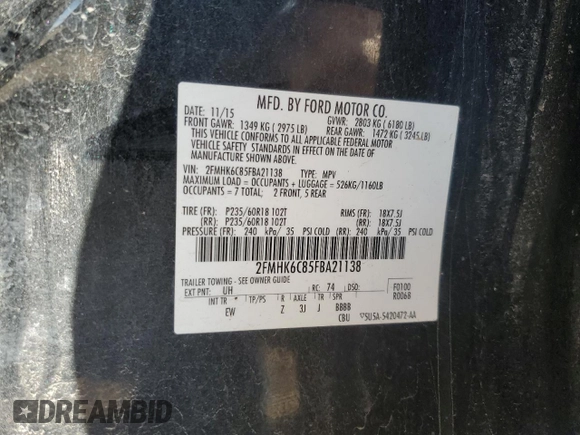 MFD. BY FORD MOTOR CO.
DATE: 11/15 GVWR: 2803 KG ( 6180 LB)
FRONT GAWR: 1349 KG ( 2975 LB) REAR GAWR: 1472 KG ( 3245.LB)
THIS VEHICLE CONFORMS TO ALL APPLICABLE FEDERAL MOTOR
VEHICLE SAFETY STANDARDS IN EFFECT ON THE DATE OF
MANUFACTURE SHOWN ABOVE.
VIN: 2FMHK6C85FBA21138 TYPE: MPV
MAXIMUM LOAD = OCCUPANTS + LUGGAGE = 526KG/1160LB
OCCUPANTS = 7 TOTAL; 2 FRONT, 5 REAR
TIRE (FR): P235/60R18 102T RIMS (FR): 18X7.5J
(RR): P235/60R18 102T (RR): 18X7.5J
PRESSURE (FR): 240 kPa/ 35 PSI COLD (RR): 240 kPa/ 35 PSI COLD
2FMHK6C85FBA21138
TRAILER TOWING - SEE OWNER GUIDE
EXT PNT: UH RC: 74 DSO: F0100
R0068
INT TR TP/PS R AXLE TR SPR
EW Z 3J J BBBB
CBU 5U5A-5420472-AA
DREAMBID